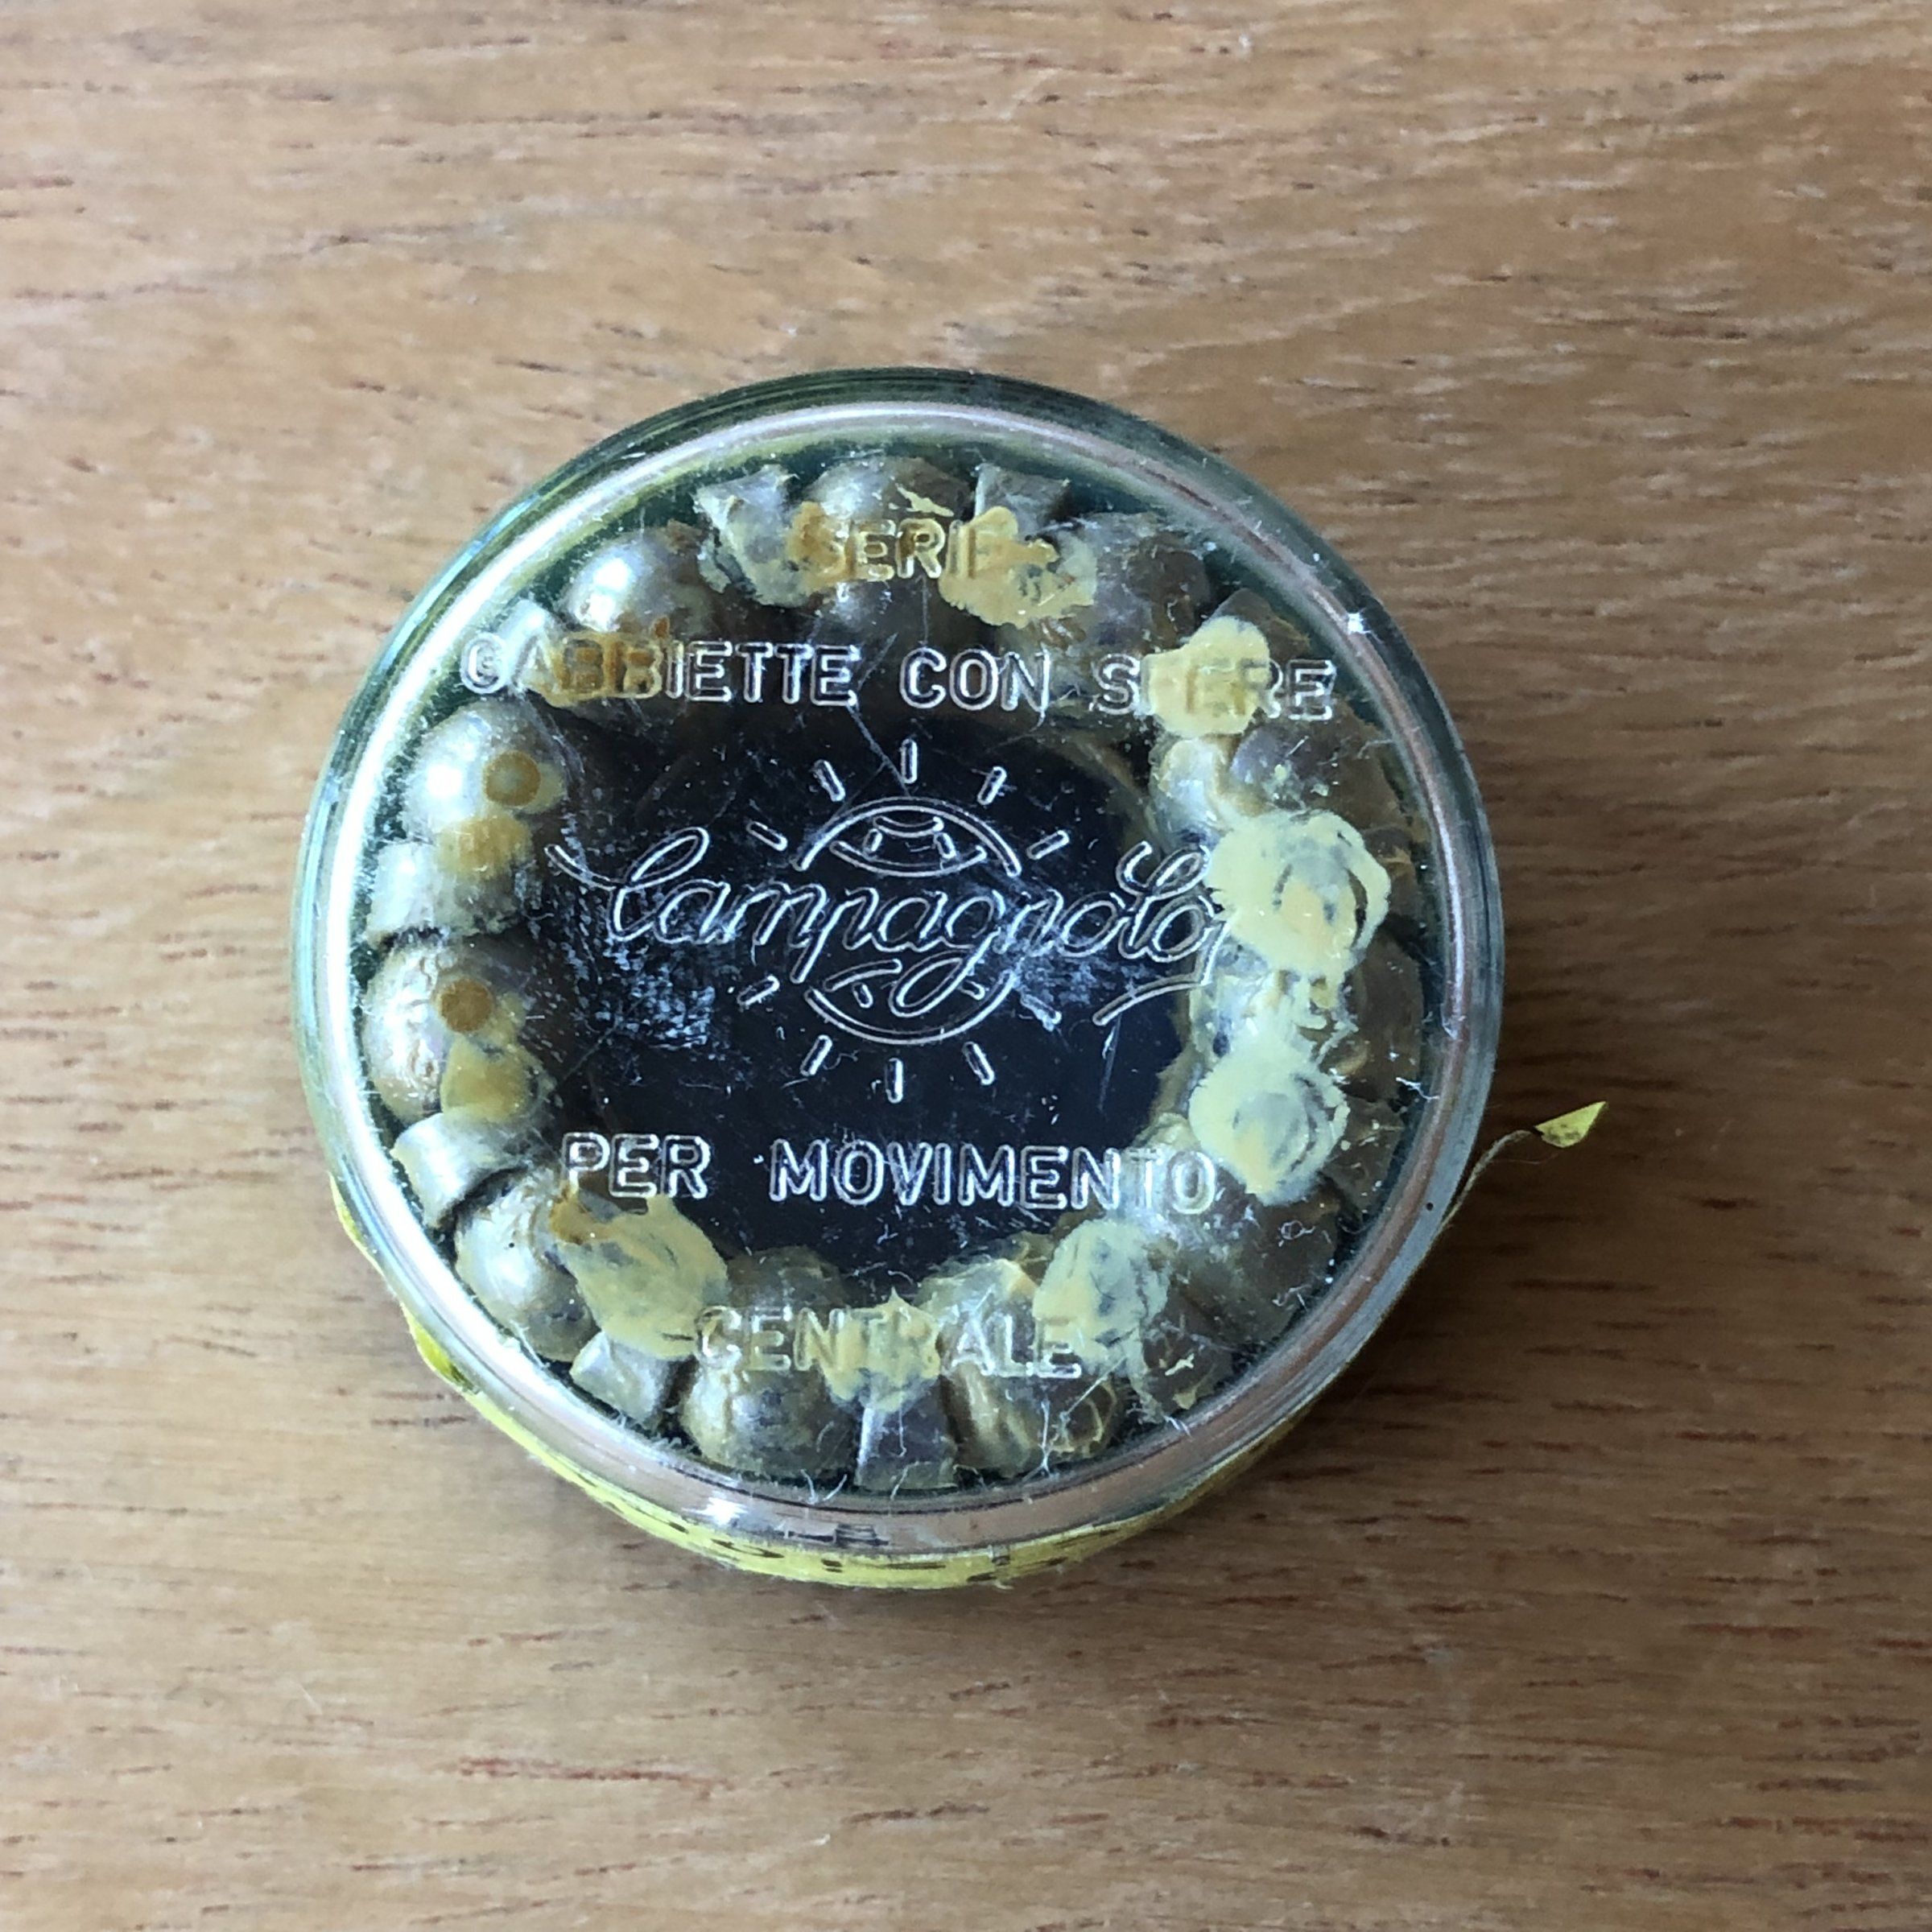 SERIE
GABBIETTE CON SFERE
Campagnolo
PER MOVIMENTO
CENTRALE